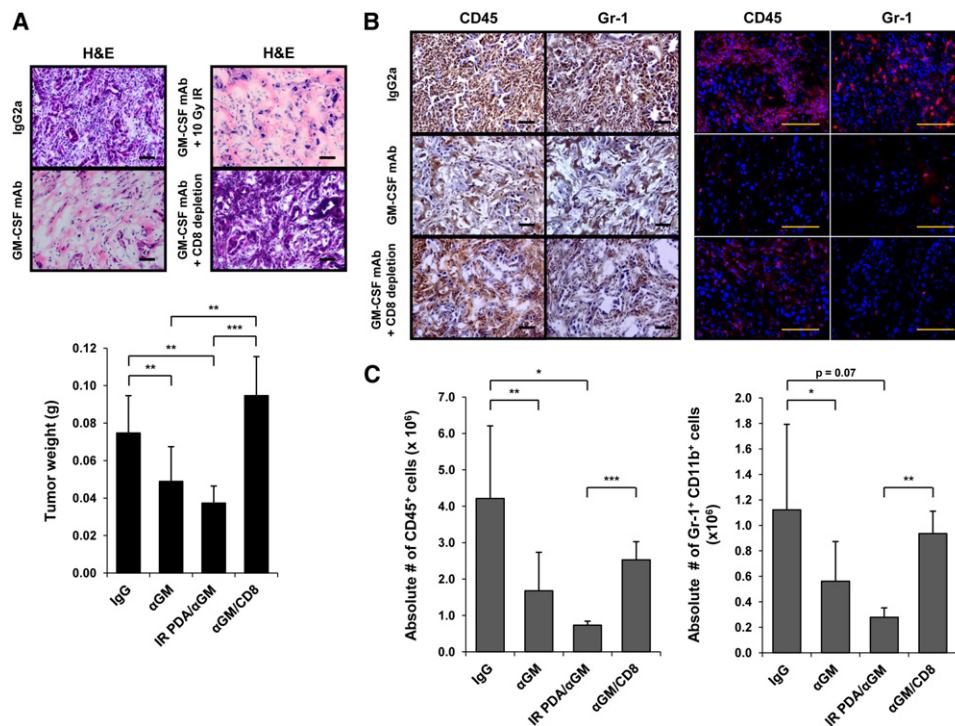 A
H&E
H&E
IgG2a
GM-CSF mAb
+ 10 Gy IR
GM-CSF mAb
GM-CSF mAb
+ CD8 depletion
**
***
**
**
Tumor weight (g)
0.12
0.10
0.08
0.06
0.04
0.02
0.00
IgG
αGM
IR PDA/αGM
αGM/CD8
B
CD45
Gr-1
CD45
Gr-1
IgG2a
GM-CSF mAb
GM-CSF mAb
+ CD8 depletion
C
*
**
***
Absolute # of CD45+ cells (x 10⁶)
7.0
6.0
5.0
4.0
3.0
2.0
1.0
0.0
IgG
αGM
IR PDA/αGM
αGM/CD8
p = 0.07
*
**
Absolute # of Gr-1+ CD11b+ cells
(x10⁶)
2.0
1.8
1.6
1.4
1.2
1.0
0.8
0.6
0.4
0.2
0.0
IgG
αGM
IR PDA/αGM
αGM/CD8